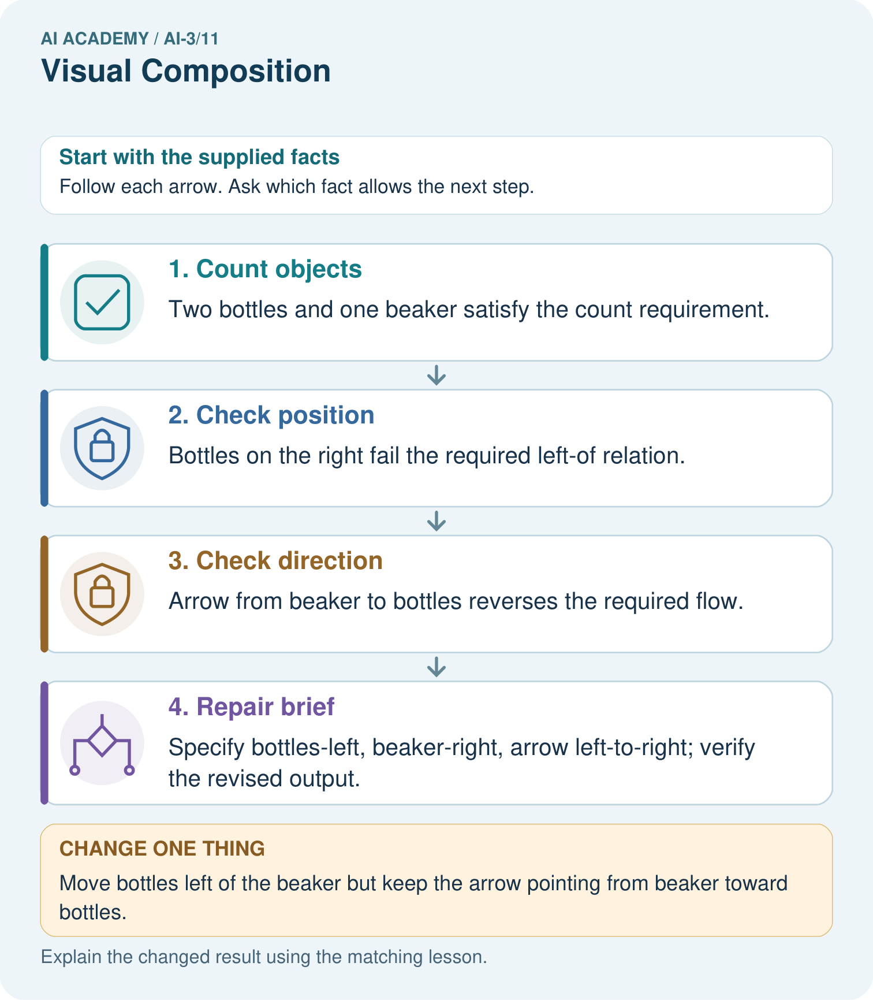 AI ACADEMY / AI-3/11
Visual Composition
Start with the supplied facts
Follow each arrow. Ask which fact allows the next step.
1. Count objects
Two bottles and one beaker satisfy the count requirement.
2. Check position
Bottles on the right fail the required left-of relation.
3. Check direction
Arrow from beaker to bottles reverses the required flow.
4. Repair brief
Specify bottles-left, beaker-right, arrow left-to-right; verify
the revised output.
CHANGE ONE THING
Move bottles left of the beaker but keep the arrow pointing from beaker toward
bottles.
Explain the changed result using the matching lesson.